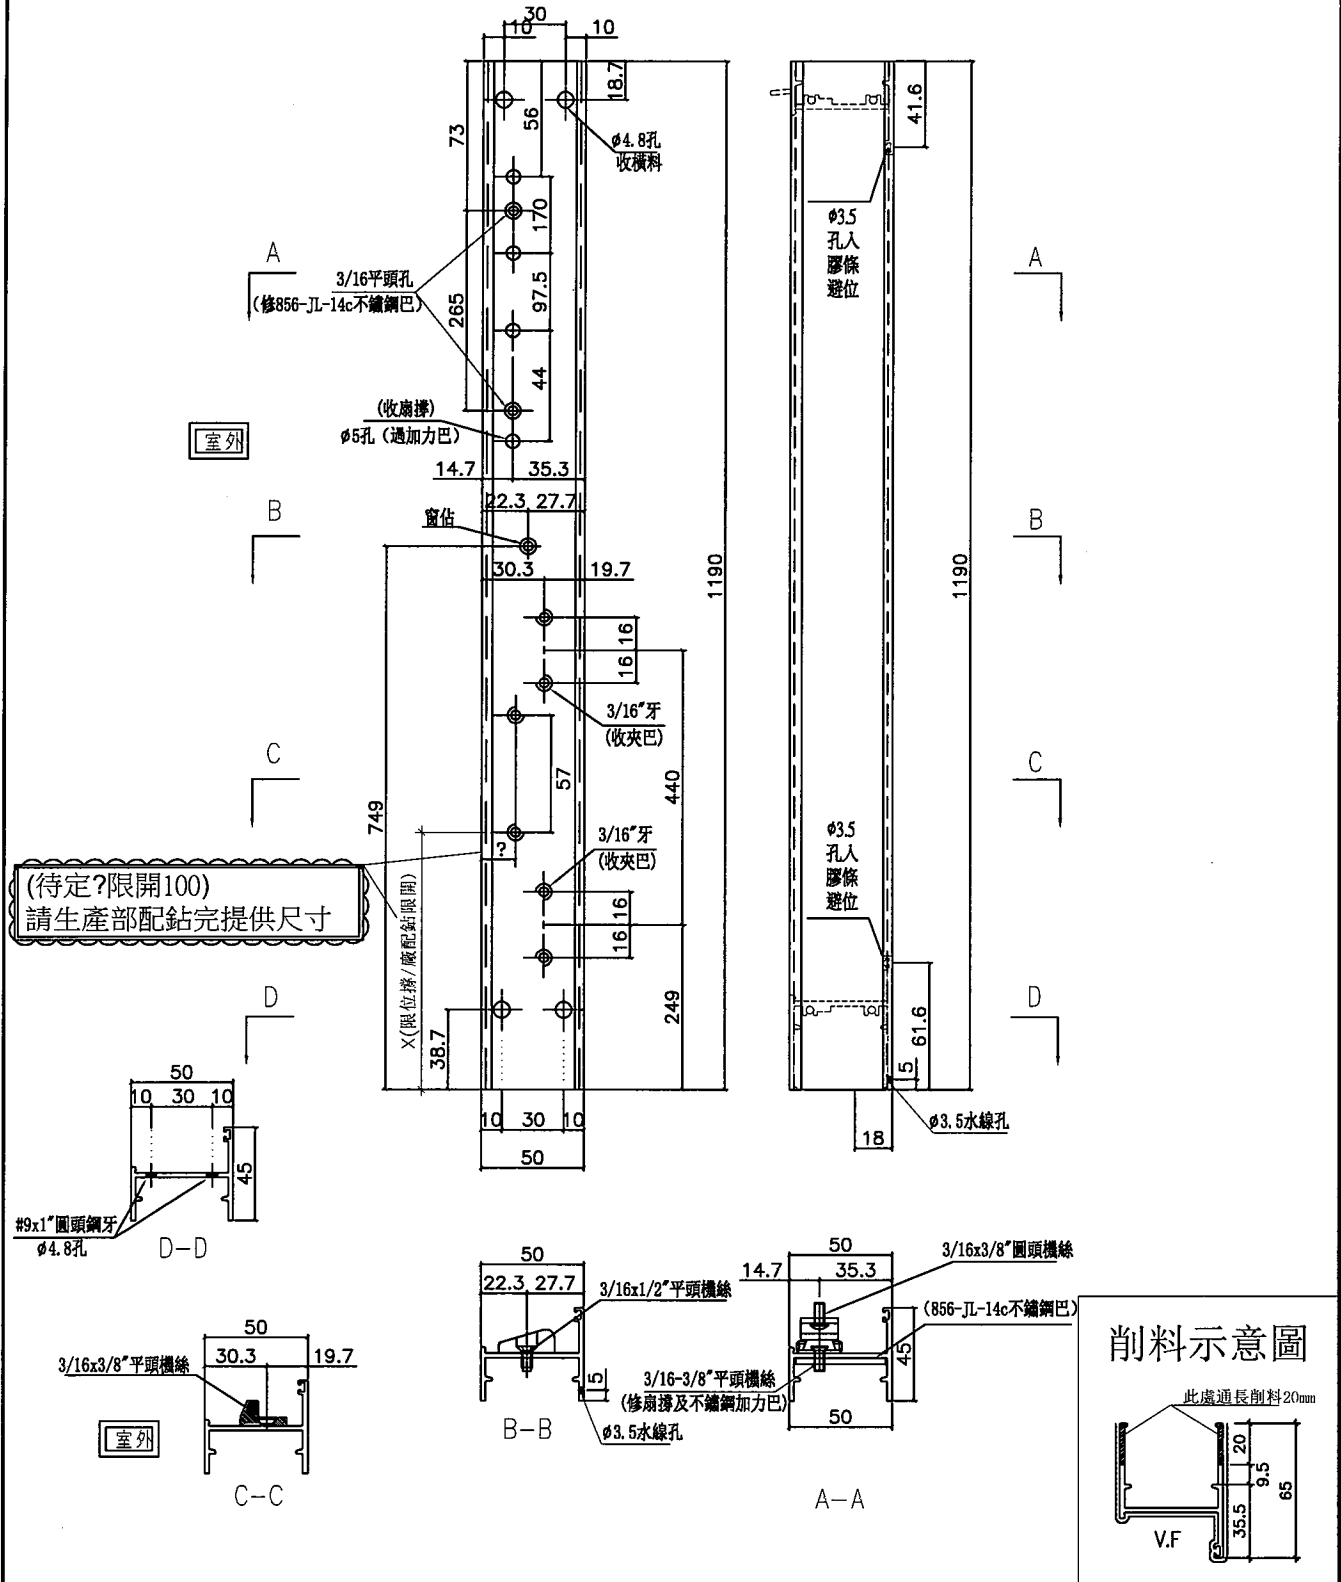 30
10
10
18.7
56
73
41.6
φ4.8孔
收橫料
170
φ3.5
孔入
膠條
避位
A
A
3/16平頭孔
(修856-JL-14c不鏽鋼巴)
265
97.5
44
(收扇撐)
φ5孔（過加力巴）
室外
14.7
35.3
22.3
27.7
B
B
窗佔
30.3
19.7
1190
1190
16
16
3/16"牙
(收夾巴)
C
C
57
440
749
3/16"牙
(收夾巴)
?
φ3.5
孔入
膠條
避位
(待定?限開100)
請生產部配鉆完提供尺寸
X(限位撐/廠配鉆限開)
16
16
D
D
249
38.7
61.6
5
φ3.5水線孔
18
10
30
10
50
50
10
30
10
45
#9x1"圓頭鋼牙
φ4.8孔
D-D
50
22.3
27.7
3/16x1/2"平頭機絲
5
φ3.5水線孔
B-B
50
14.7
35.3
3/16x3/8"圓頭機絲
(856-JL-14c不鏽鋼巴)
45
3/16-3/8"平頭機絲
(修扇撐及不鏽鋼加力巴)
50
A-A
50
30.3
19.7
3/16x3/8"平頭機絲
室外
C-C
削料示意圖
此處通長削料20mm
20
9.5
65
35.5
V.F